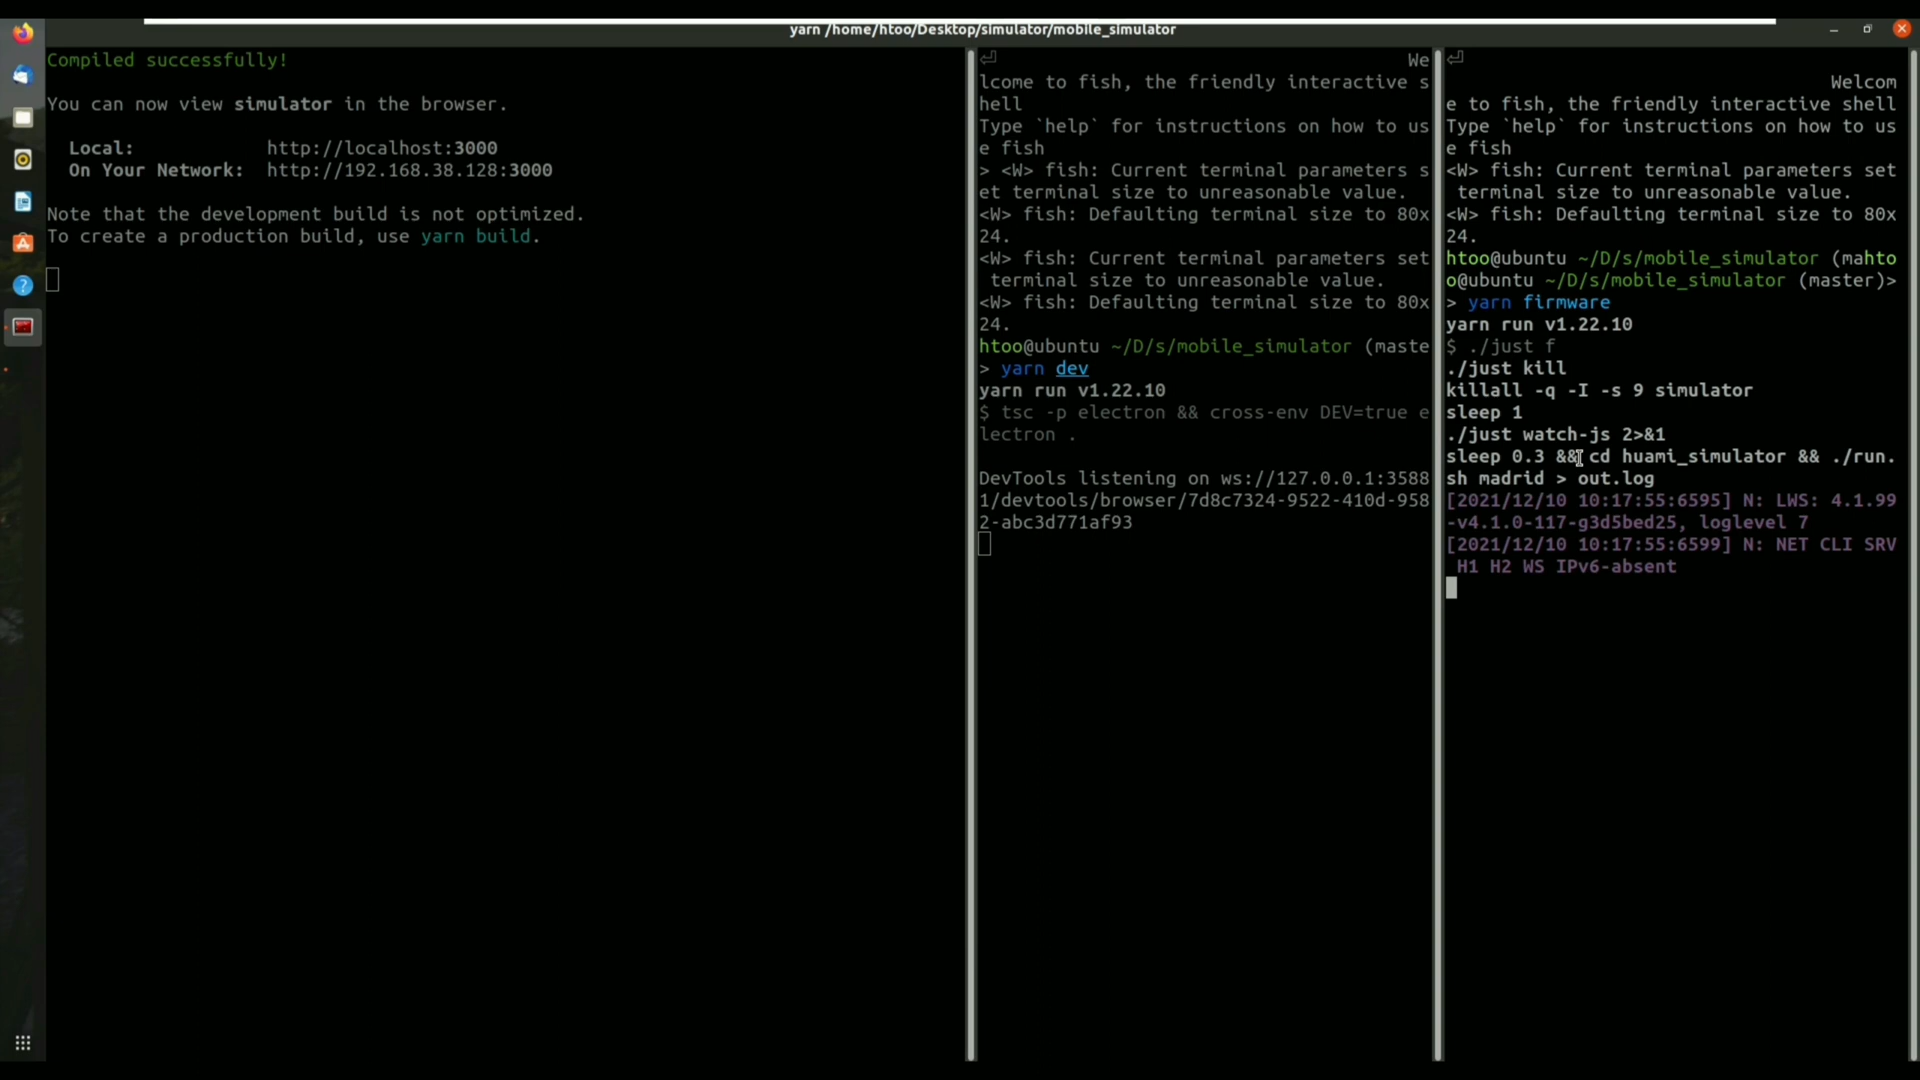 yarn /home/htoo/Desktop/simulator/mobile_simulator
Compiled successfully!
You can now view simulator in the browser.
Local: http://localhost:3000
On Your Network: http://192.168.38.128:3000
Note that the development build is not optimized.
To create a production build, use yarn build.
We
lcome to fish, the friendly interactive s
hell
Type `help` for instructions on how to us
e fish
> <W> fish: Current terminal parameters s
et terminal size to unreasonable value.
<W> fish: Defaulting terminal size to 80x
24.
<W> fish: Current terminal parameters set
terminal size to unreasonable value.
<W> fish: Defaulting terminal size to 80x
24.
htoo@ubuntu ~/D/s/mobile_simulator (maste
> yarn dev
yarn run v1.22.10
$ tsc -p electron && cross-env DEV=true e
lectron .
DevTools listening on ws://127.0.0.1:3588
1/devtools/browser/7d8c7324-9522-410d-958
2-abc3d771af93
Welcom
e to fish, the friendly interactive shell
Type `help` for instructions on how to us
e fish
<W> fish: Current terminal parameters set
terminal size to unreasonable value.
<W> fish: Defaulting terminal size to 80x
24.
htoo@ubuntu ~/D/s/mobile_simulator (mahto
o@ubuntu ~/D/s/mobile_simulator (master)>
> yarn firmware
yarn run v1.22.10
$ ./just f
./just kill
killall -q -I -s 9 simulator
sleep 1
./just watch-js 2>&1
sleep 0.3 && cd huami_simulator && ./run.
sh madrid > out.log
[2021/12/10 10:17:55:6595] N: LWS: 4.1.99
-v4.1.0-117-g3d5bed25, loglevel 7
[2021/12/10 10:17:55:6599] N: NET CLI SRV
H1 H2 WS IPv6-absent